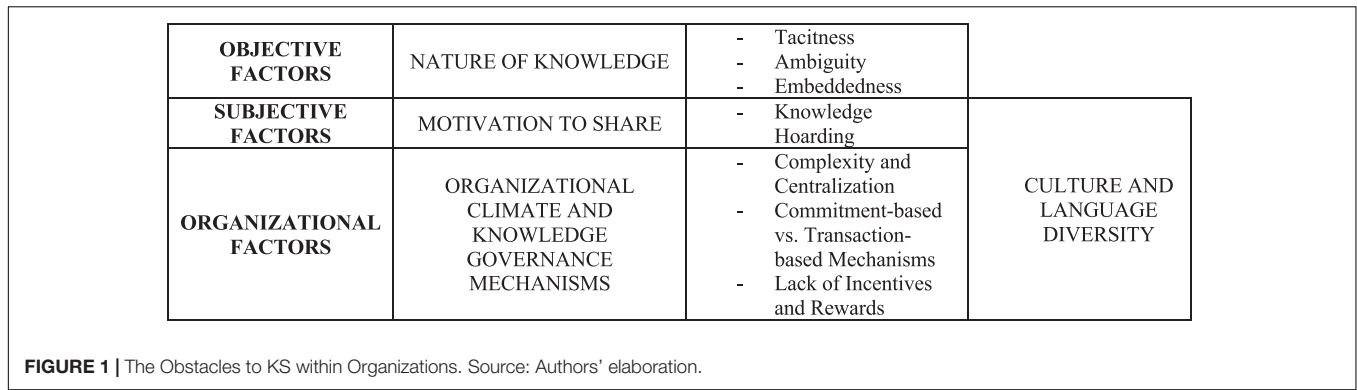 OBJECTIVE
FACTORS
NATURE OF KNOWLEDGE
- Tacitness
- Ambiguity
- Embeddedness
SUBJECTIVE
FACTORS
MOTIVATION TO SHARE
- Knowledge
Hoarding
ORGANIZATIONAL
FACTORS
ORGANIZATIONAL
CLIMATE AND
KNOWLEDGE
GOVERNANCE
MECHANISMS
- Complexity and
Centralization
- Commitment-based
vs. Transaction-
based Mechanisms
- Lack of Incentives
and Rewards
CULTURE AND
LANGUAGE
DIVERSITY
FIGURE 1 | The Obstacles to KS within Organizations. Source: Authors' elaboration.